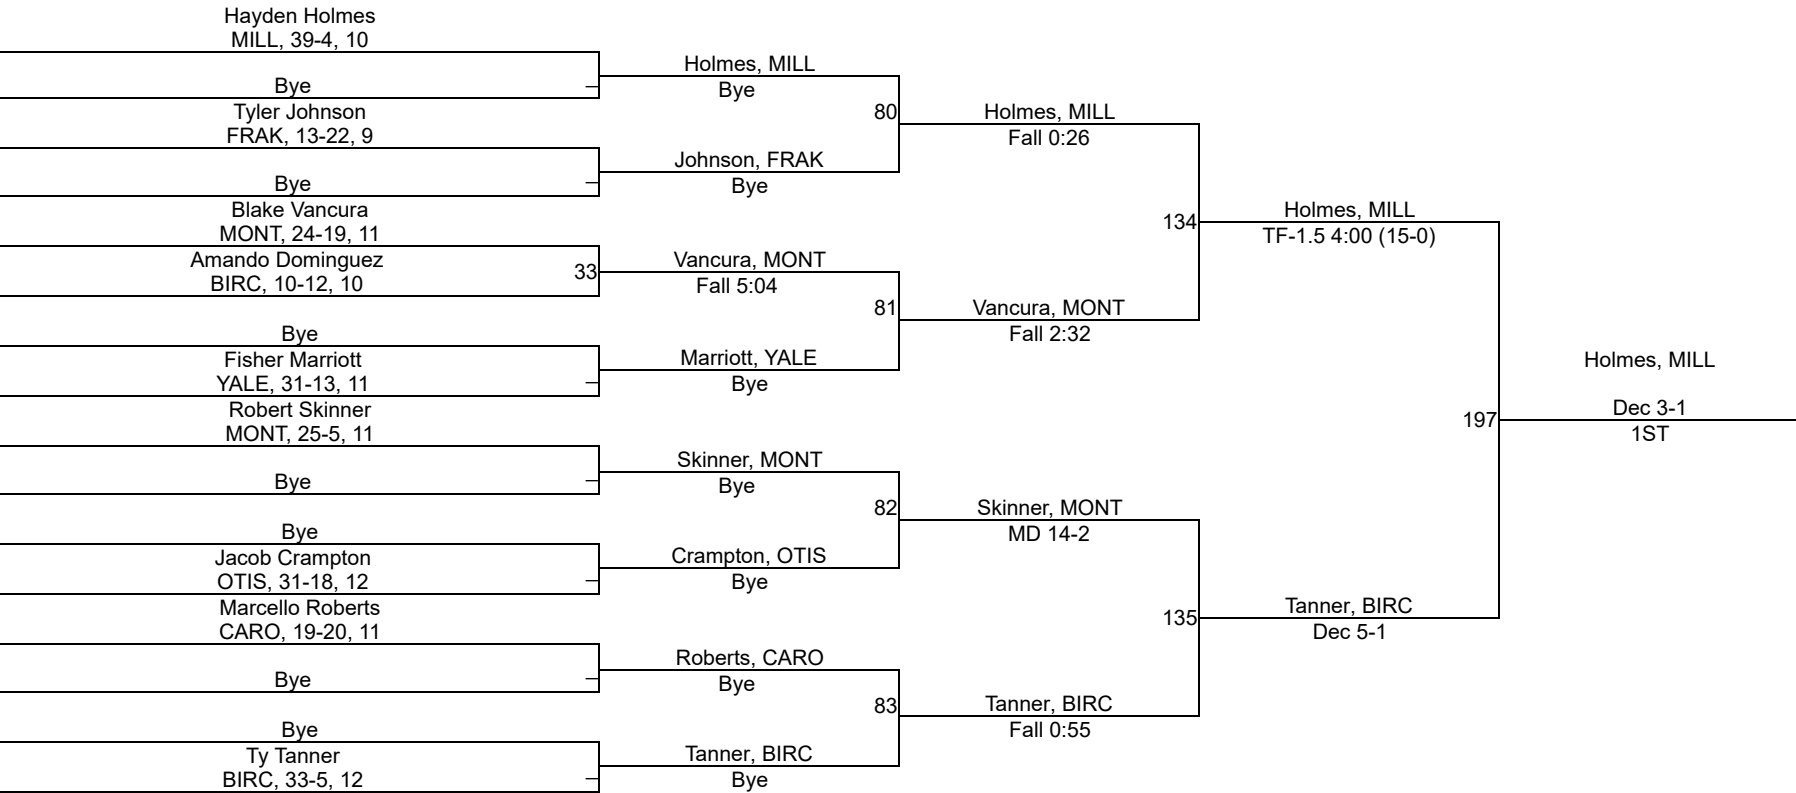 Hayden Holmes
MILL, 39-4, 10
Bye
Tyler Johnson
FRAK, 13-22, 9
Bye
Blake Vancura
MONT, 24-19, 11
Amando Dominguez
BIRC, 10-12, 10
33
Bye
Fisher Marriott
YALE, 31-13, 11
Robert Skinner
MONT, 25-5, 11
Bye
Bye
Jacob Crampton
OTIS, 31-18, 12
Marcello Roberts
CARO, 19-20, 11
Bye
Bye
Ty Tanner
BIRC, 33-5, 12
Holmes, MILL
Bye
80
Johnson, FRAK
Bye
Vancura, MONT
Fall 5:04
81
Marriott, YALE
Bye
Skinner, MONT
Bye
82
Crampton, OTIS
Bye
Roberts, CARO
Bye
83
Tanner, BIRC
Bye
Holmes, MILL
Fall 0:26
134
Vancura, MONT
Fall 2:32
Skinner, MONT
MD 14-2
135
Tanner, BIRC
Fall 0:55
Holmes, MILL
TF-1.5 4:00 (15-0)
197
Tanner, BIRC
Dec 5-1
Holmes, MILL
Dec 3-1
1ST